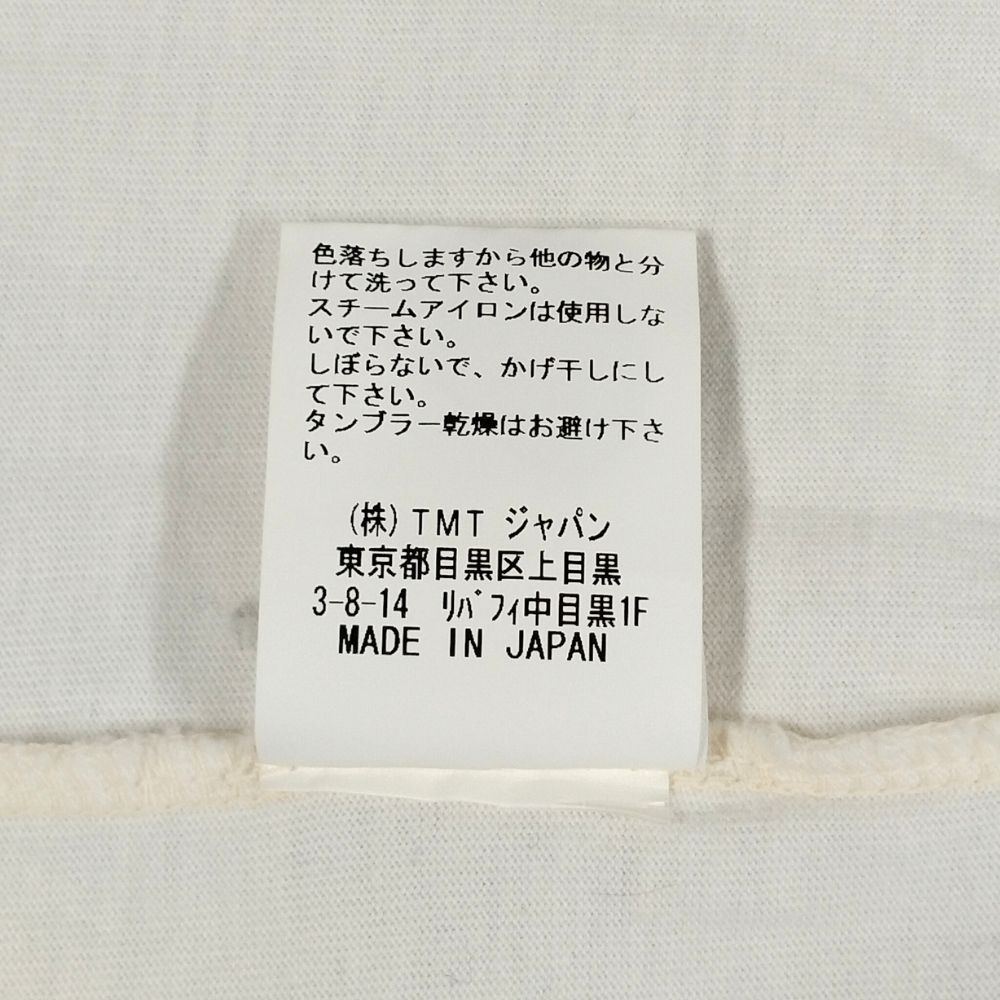 色落ちしますから他の物と分
けて洗って下さい。
スチームアイロンは使用しな
いで下さい。
しぼらないで、かげ干しにし
て下さい。
タンブラー乾燥はお避け下さ
い。
(株)TMT ジャパン
東京都目黒区上目黒
3-8-14 ﾘﾊﾞﾌｨ中目黒1F
MADE IN JAPAN